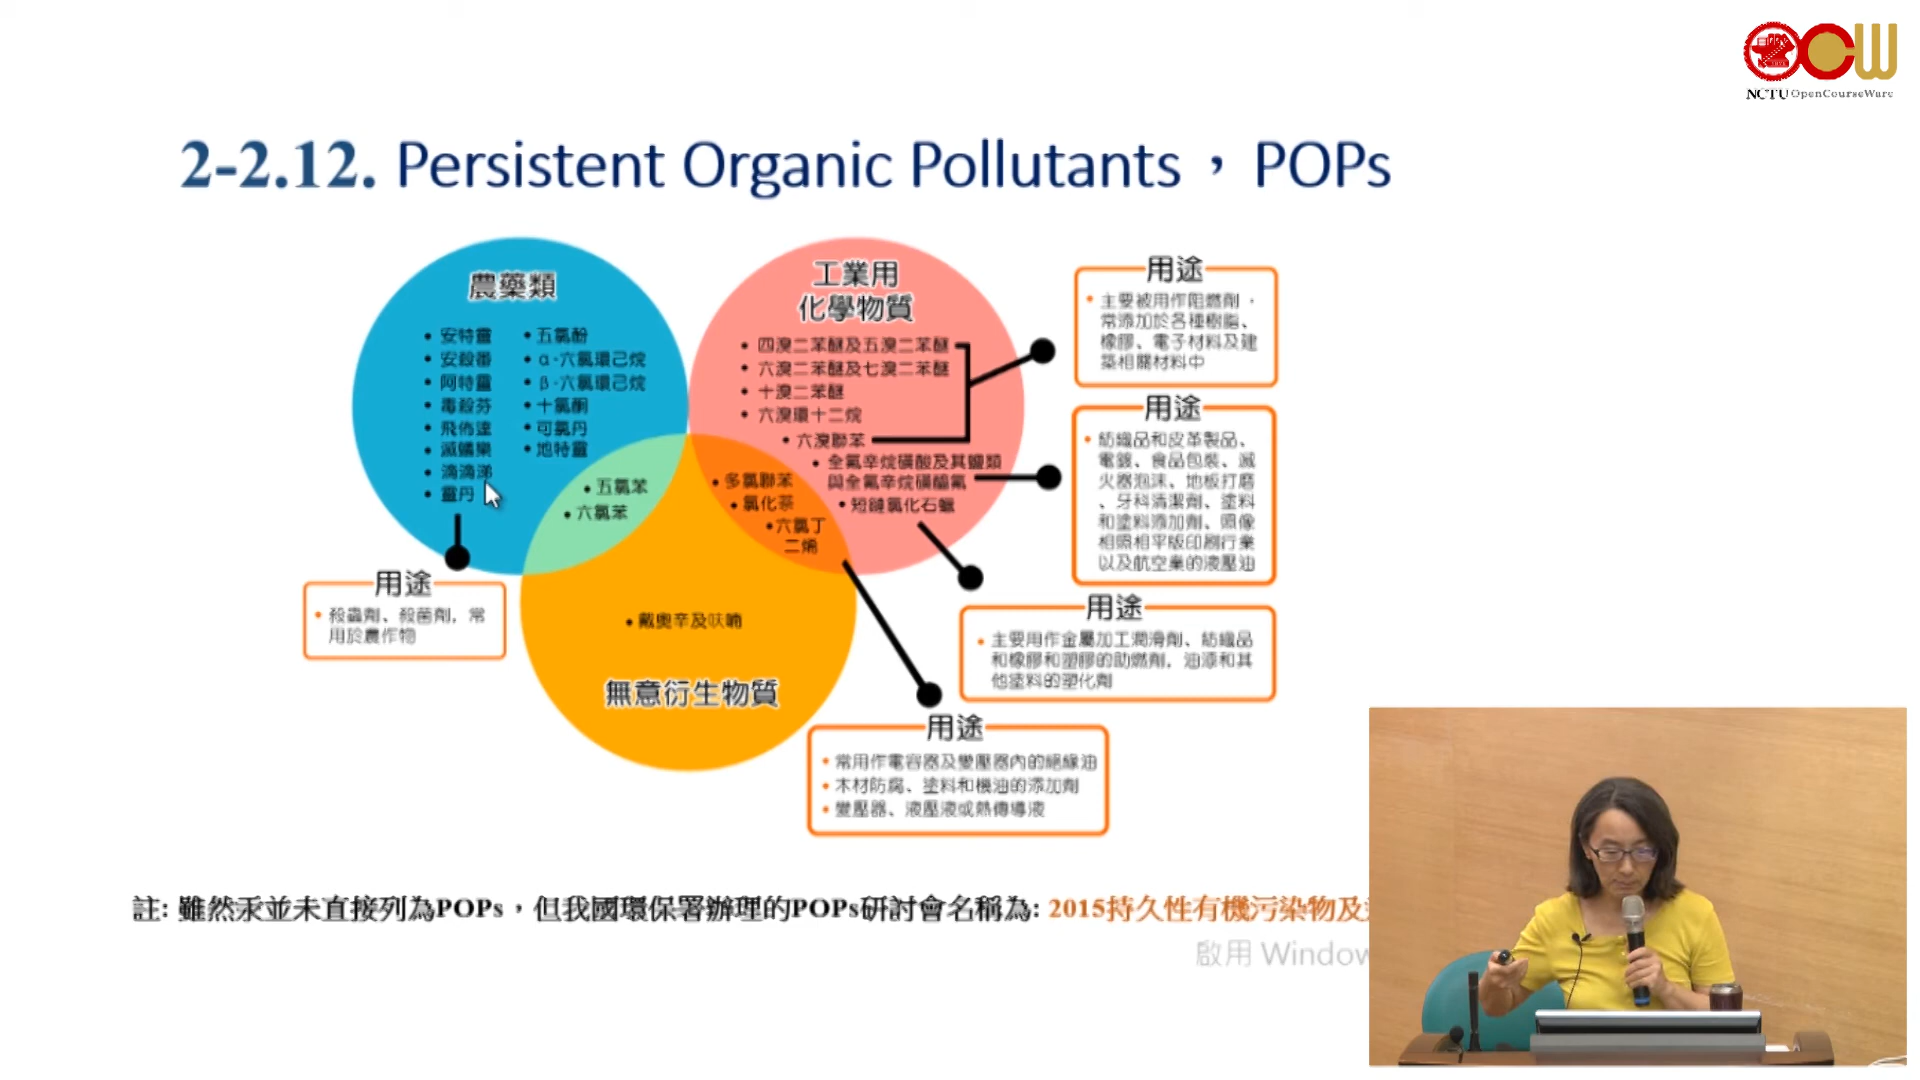 NCTU OpenCourseWare
2-2.12. Persistent Organic Pollutants，POPs
農藥類
• 安特靈
• 安殺番
• 阿特靈
• 毒殺芬
• 飛佈達
• 滅蟻樂
• 滴滴涕
• 靈丹
• 五氯酚
• α-六氯環己烷
• β-六氯環己烷
• 十氯酮
• 可氯丹
• 地特靈
• 五氯苯
• 六氯苯
用途
• 殺蟲劑、殺菌劑，常
用於農作物
工業用
化學物質
• 四溴二苯醚及五溴二苯醚
• 六溴二苯醚及七溴二苯醚
• 十溴二苯醚
• 六溴環十二烷
• 六溴聯苯
• 全氟辛烷磺酸及其鹽類
與全氟辛烷磺醯氟
• 短鏈氯化石蠟
• 多氯聯苯
• 氯化萘
• 六氯丁
二烯
• 戴奧辛及呋喃
無意衍生物質
用途
• 主要被用作阻燃劑，
常添加於各種樹脂、
橡膠、電子材料及建
築相關材料中
用途
• 紡織品和皮革製品、
電鍍、食品包裝、滅
火器泡沫、地板打磨
、牙科清潔劑、塗料
和塗料添加劑、照像
相照相平版印刷行業
以及航空業的液壓油
用途
• 主要用作金屬加工潤滑劑、紡織品
和橡膠和塑膠的助燃劑，油漆和其
他塗料的塑化劑
用途
• 常用作電容器及變壓器內的絕緣油
• 木材防腐、塗料和機油的添加劑
• 變壓器、液壓液或熱傳導液
註: 雖然汞並未直接列為POPs，但我國環保署辦理的POPs研討會名稱為: 2015持久性有機污染物及
啟用 Window